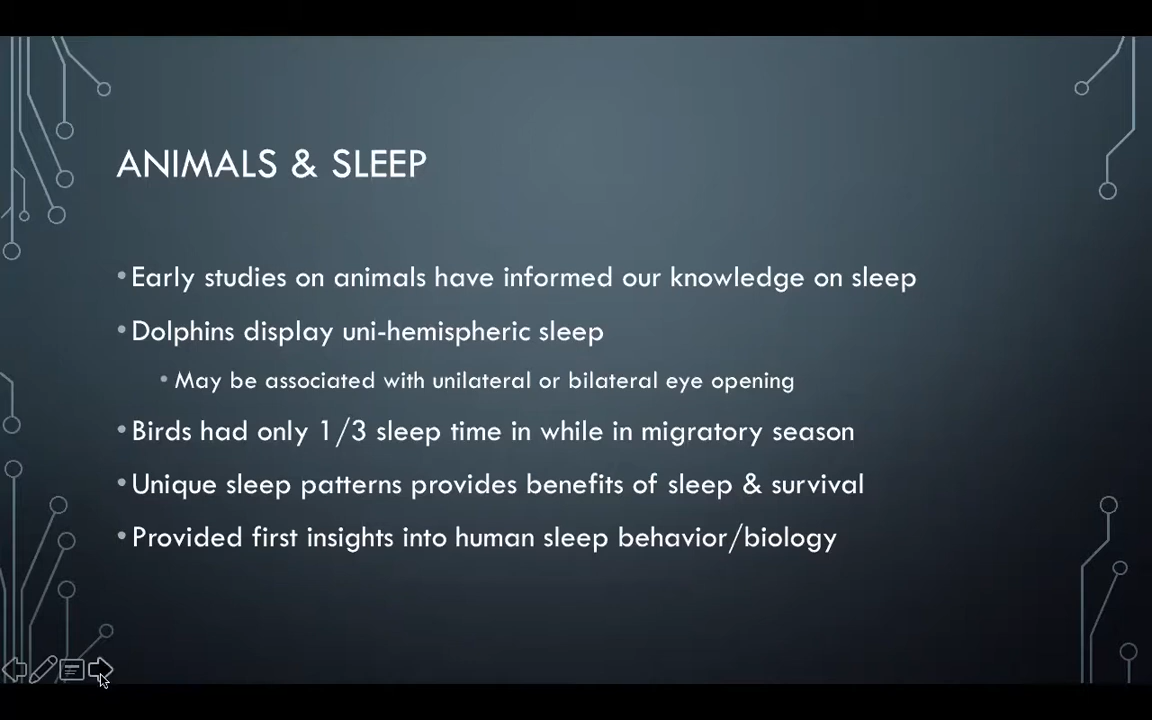 ANIMALS & SLEEP
•Early studies on animals have informed our knowledge on sleep
•Dolphins display uni-hemispheric sleep
•May be associated with unilateral or bilateral eye opening
•Birds had only 1/3 sleep time in while in migratory season
•Unique sleep patterns provides benefits of sleep & survival
•Provided first insights into human sleep behavior/biology